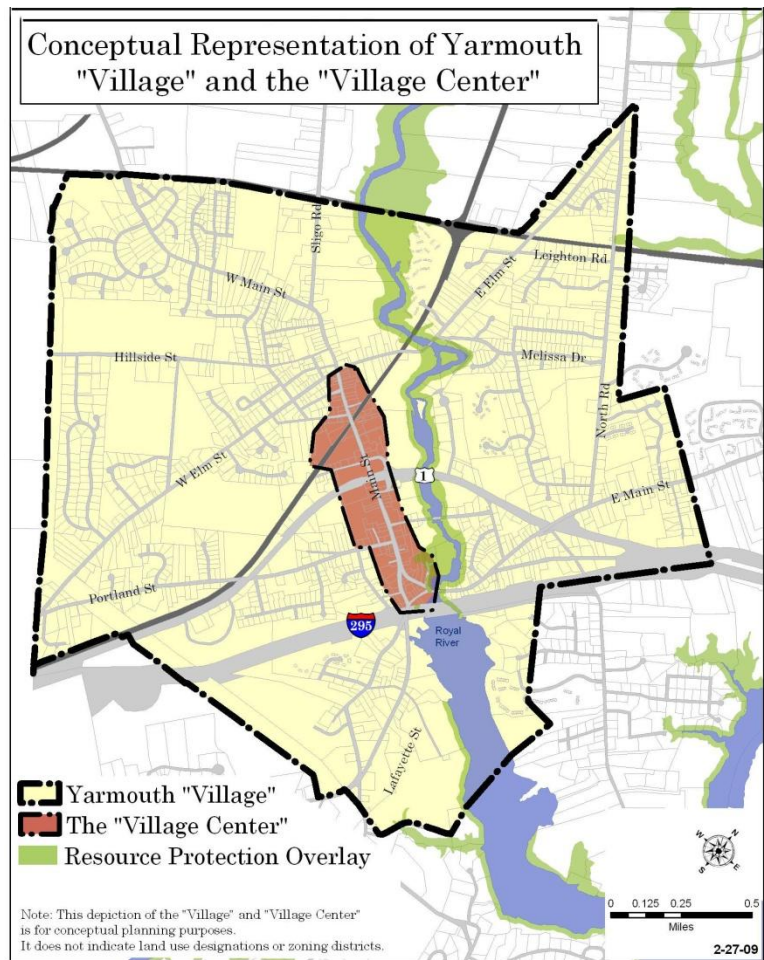 Conceptual Representation of Yarmouth
"Village" and the "Village Center"
Sligo Rd
W Main St
Leighton Rd
E Elm St
Hillside St
Melissa Dr
North Rd
W Elm St
Main St
1
E Main St
Portland St
295
Royal
River
Lafayette St
Yarmouth "Village"
The "Village Center"
Resource Protection Overlay
N
W
E
S
0 0.125 0.25 0.5
Miles
Note: This depiction of the "Village" and "Village Center"
is for conceptual planning purposes.
It does not indicate land use designations or zoning districts.
2-27-09